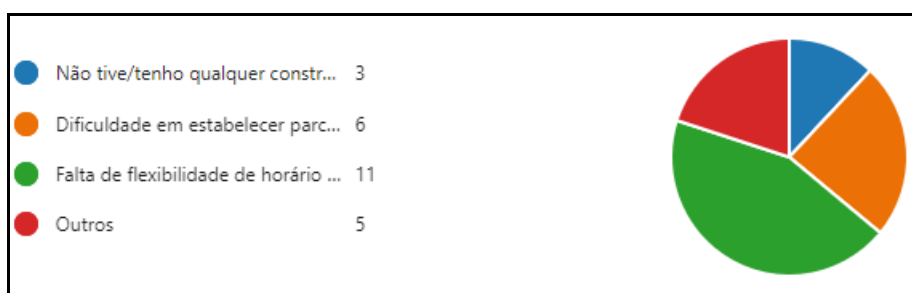 Não tive/tenho qualquer constr... 3
Dificuldade em estabelecer parc... 6
Falta de flexibilidade de horário ... 11
Outros 5